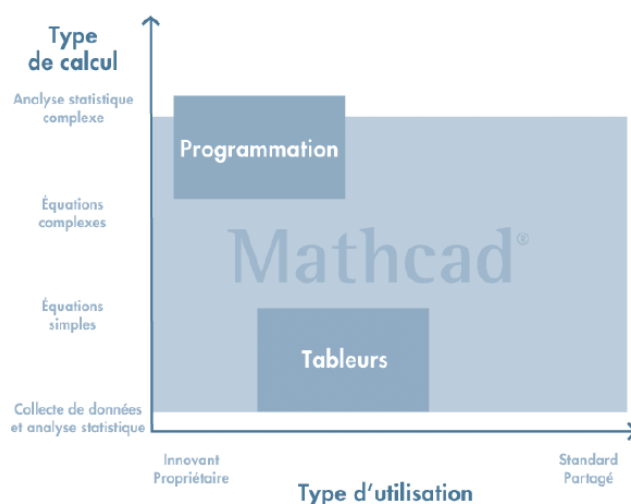 Type
de calcul
Analyse statistique
complexe
Programmation
Équations
complexes
Mathcad®
Équations
simples
Tableurs
Collecte de données
et analyse statistique
Innovant
Propriétaire
Standard
Partagé
Type d'utilisation